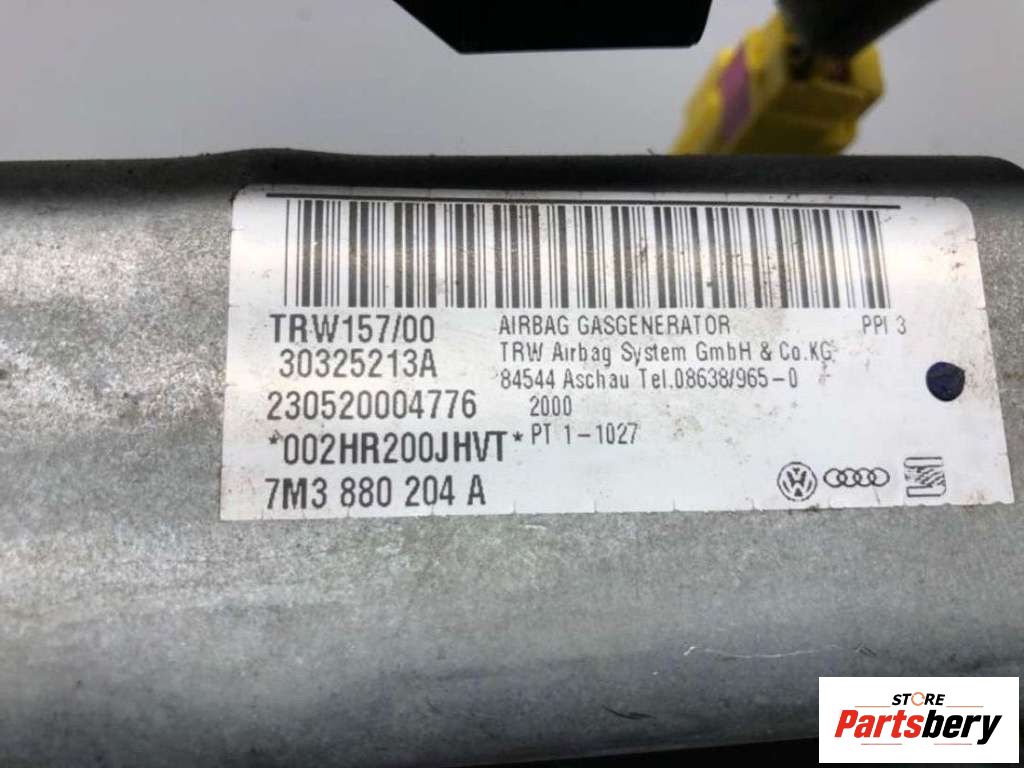 TRW157/00
30325213A
230520004776
*002HR200JHVT*
7M3 880 204 A
AIRBAG GASGENERATOR PPI 3
TRW Airbag System GmbH & Co.KG
84544 Aschau Tel.08638/965-0
2000
PT 1-1027
STORE
Partsbery